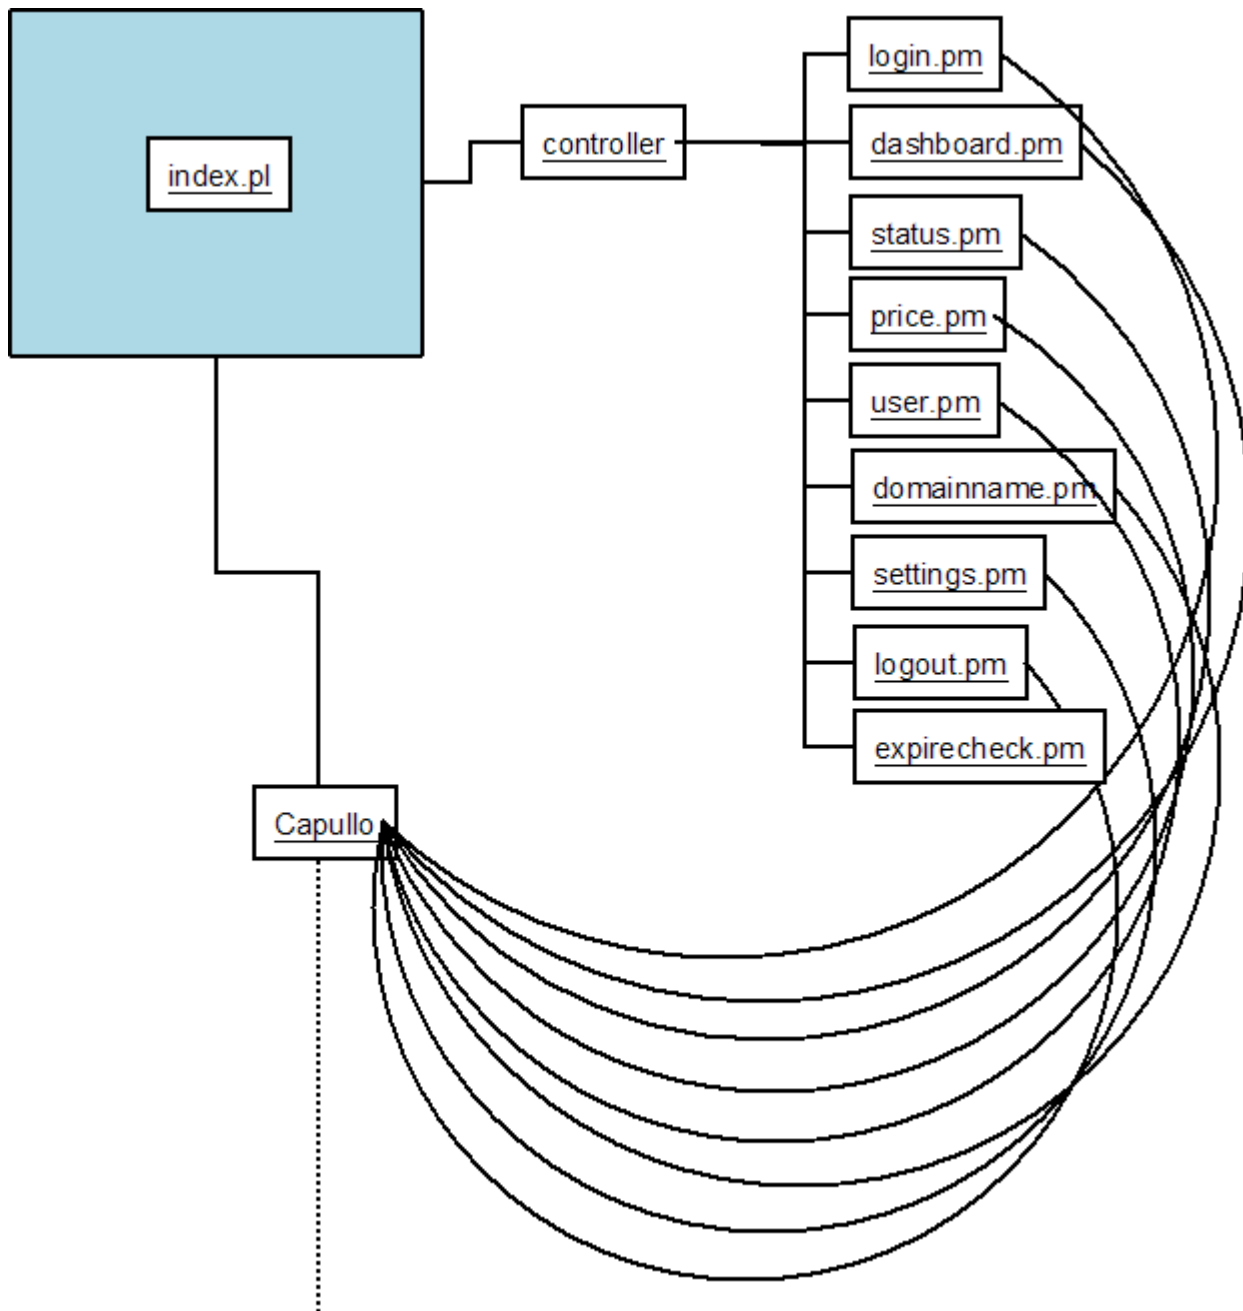 index.pl
controller
login.pm
dashboard.pm
status.pm
price.pm
user.pm
domainname.pm
settings.pm
logout.pm
expirecheck.pm
Capullo